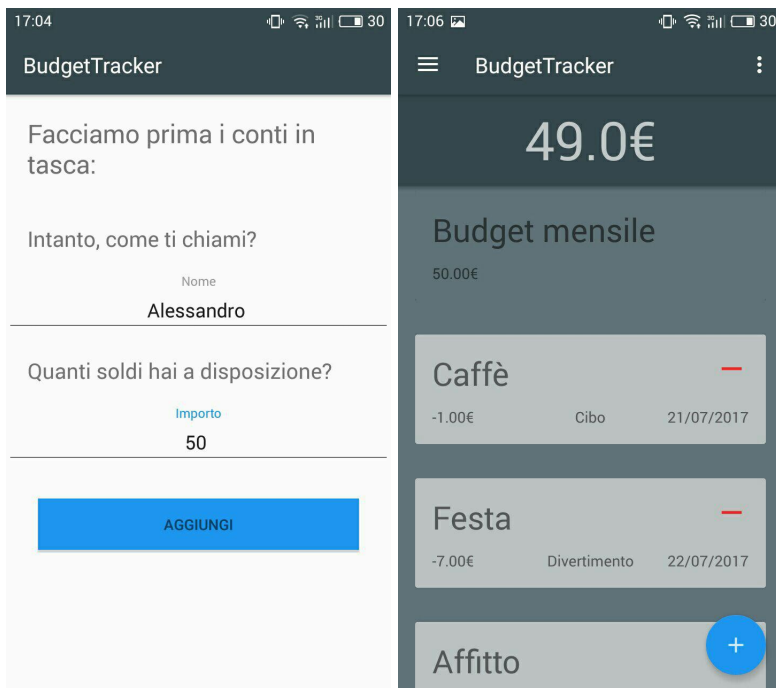 17:04
30
BudgetTracker
Facciamo prima i conti in
tasca:
Intanto, come ti chiami?
Nome
Alessandro
Quanti soldi hai a disposizione?
Importo
50
AGGIUNGI
17:06
30
BudgetTracker
49.0€
Budget mensile
50.00€
Caffè
-1.00€ Cibo 21/07/2017
Festa
-7.00€ Divertimento 22/07/2017
Affitto